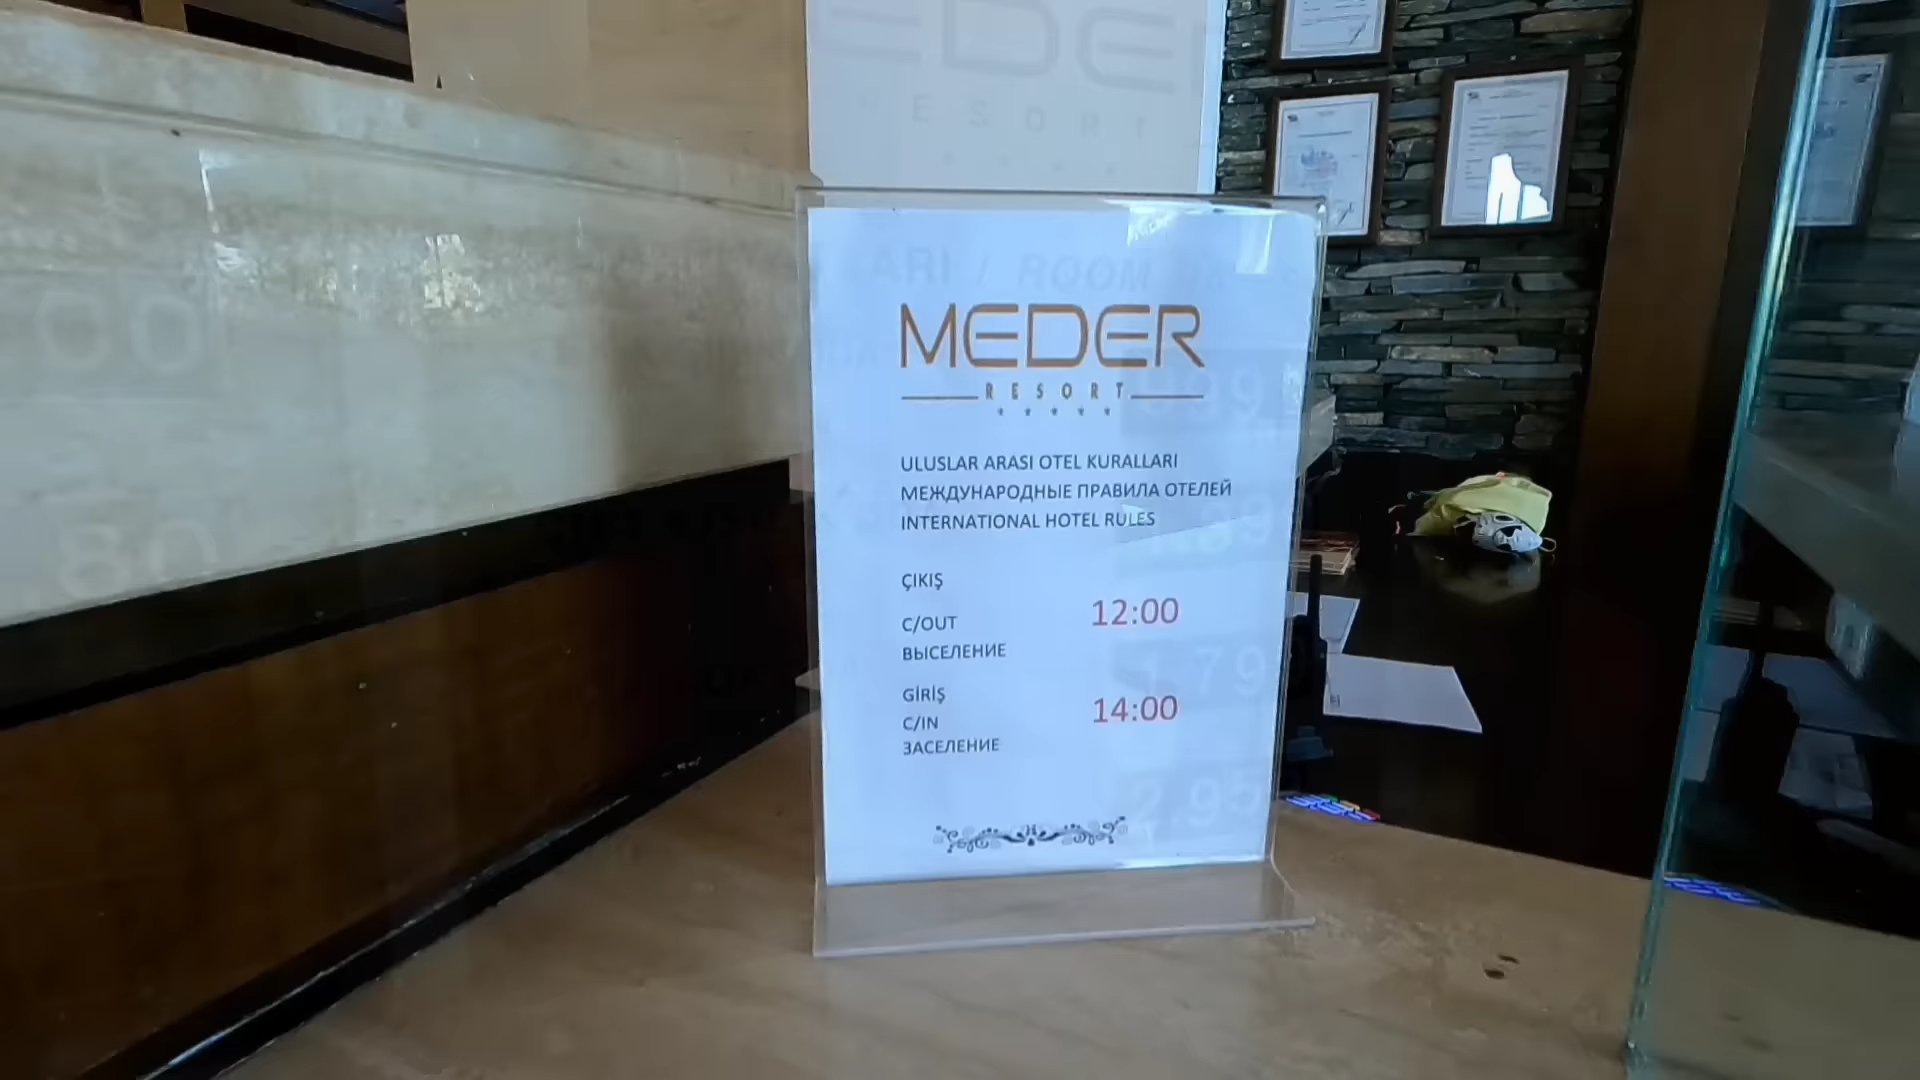 MEDER
RESORT
ULUSLAR ARASI OTEL KURALLARI
МЕЖДУНАРОДНЫЕ ПРАВИЛА ОТЕЛЕЙ
INTERNATIONAL HOTEL RULES
ÇIKIŞ
C/OUT 12:00
ВЫСЕЛЕНИЕ
GİRİŞ
C/IN 14:00
ЗАСЕЛЕНИЕ